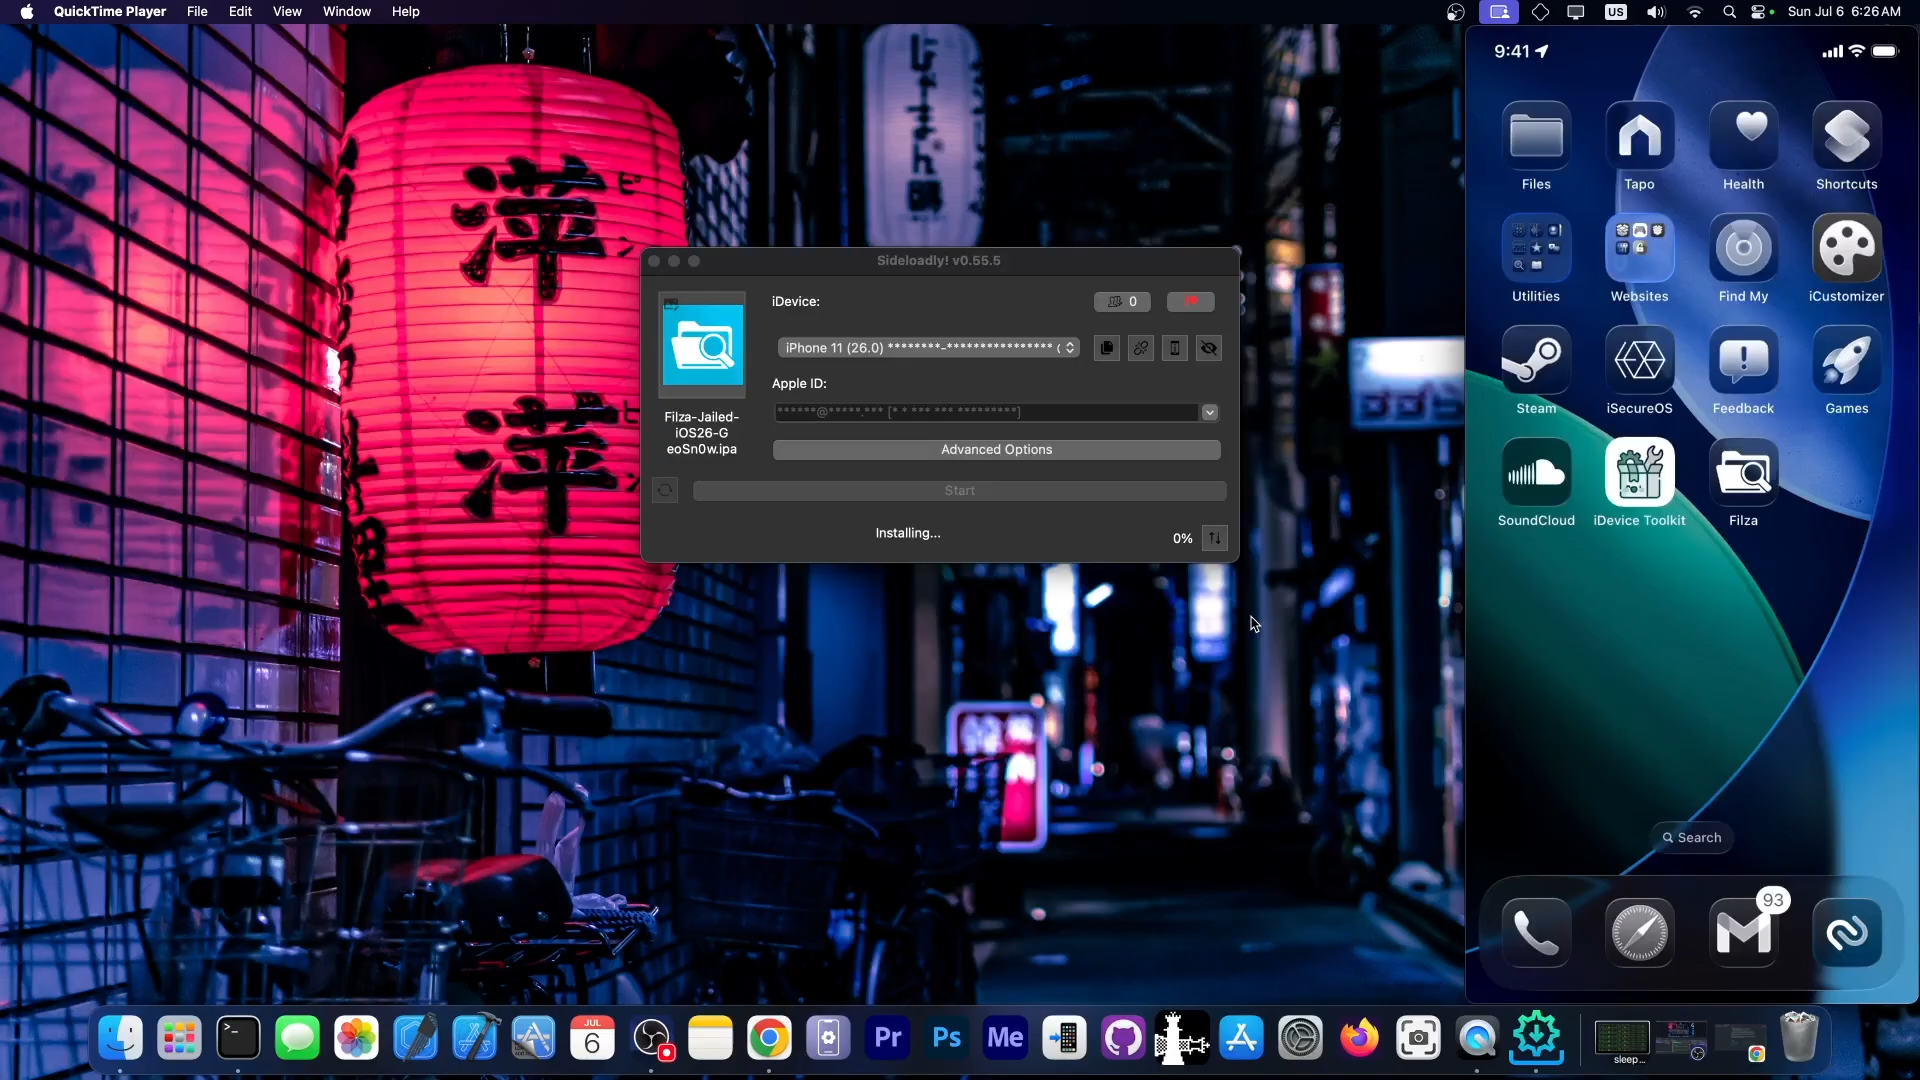 QuickTime Player File Edit View Window Help
US Sun Jul 6 6:26 AM
9:41
Files Tapo Health Shortcuts
Utilities Websites Find My iCustomizer
Steam iSecureOS Feedback Games
SoundCloud iDevice Toolkit Filza
Search
93
Sideloadly! v0.55.5
iDevice:
0
iPhone 11 (26.0) ********-**************** (
Apple ID:
******@*****.*** [* * *** *** *********]
Filza-Jailed-
iOS26-G
eoSn0w.ipa
Advanced Options
Start
Installing...
0%
JUL
6
Pr Ps Me
sleep...